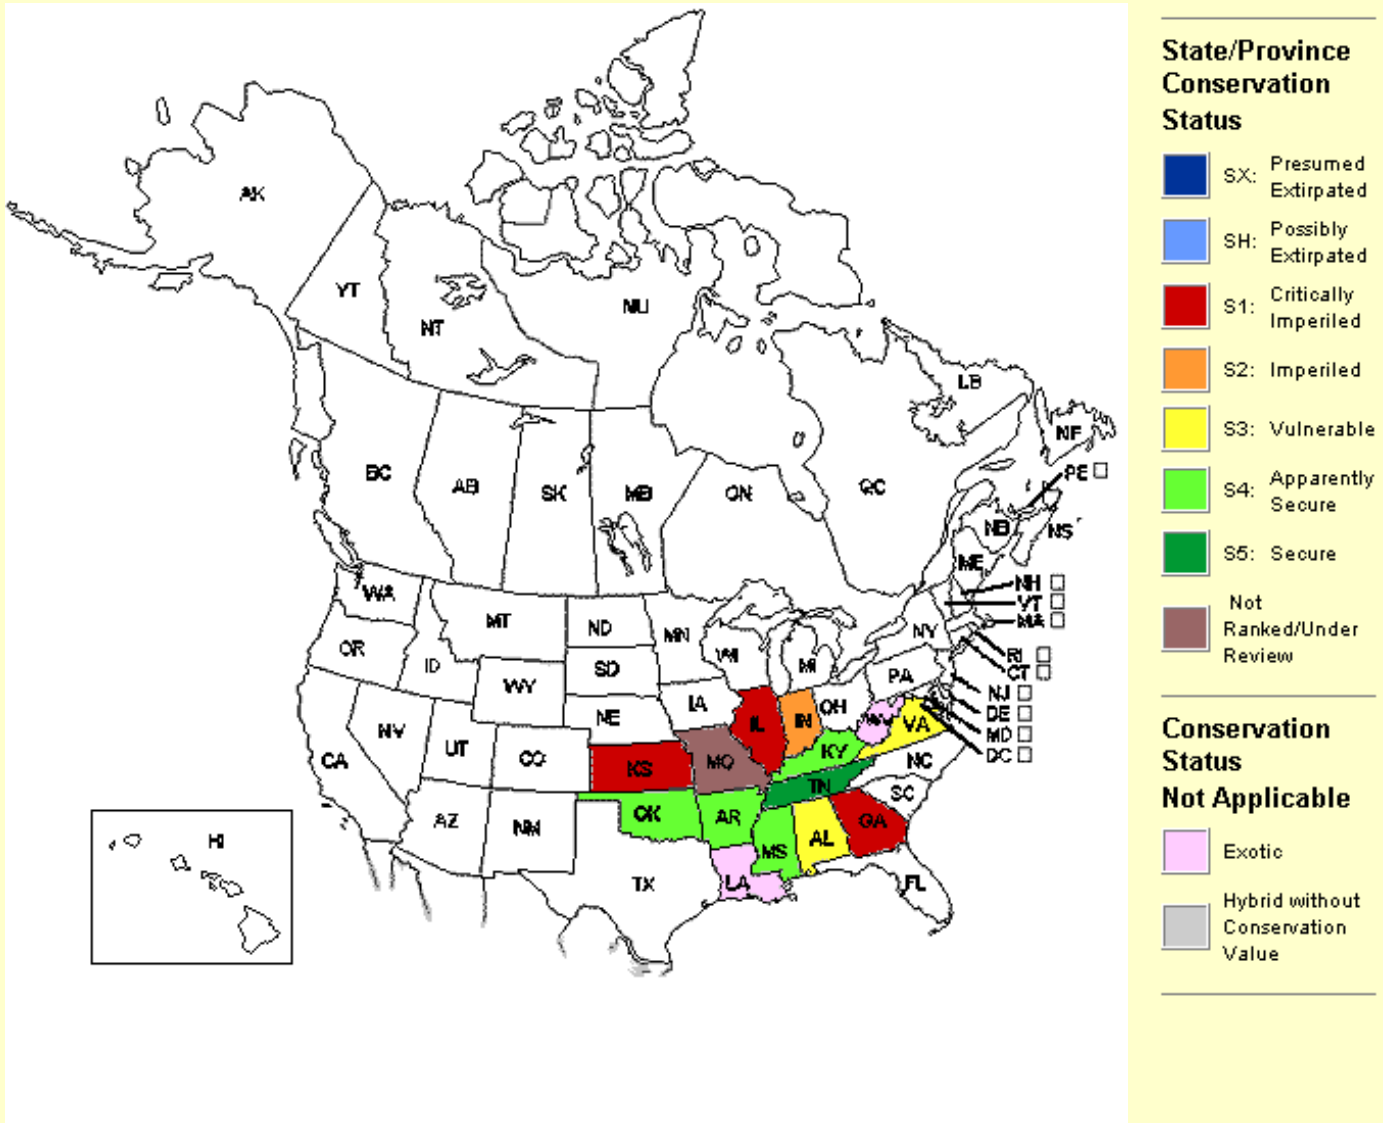 AK
YT
NT
NU
BC
AB
SK
MB
ON
QC
LB
NF
PE
NB
NS
ME
NH
VT
MA
RI
CT
NJ
DE
MD
DC
WA
OR
ID
MT
ND
SD
MN
WI
MI
NY
PA
WY
NE
IA
IL
IN
OH
WV
VA
CA
NV
UT
CO
KS
MO
KY
NC
TN
SC
AZ
NM
OK
AR
MS
AL
GA
TX
LA
FL
HI
State/Province
Conservation
Status
SX: Presumed
Extirpated
SH: Possibly
Extirpated
S1: Critically
Imperiled
S2: Imperiled
S3: Vulnerable
S4: Apparently
Secure
S5: Secure
Not
Ranked/Under
Review
Conservation
Status
Not Applicable
Exotic
Hybrid without
Conservation
Value